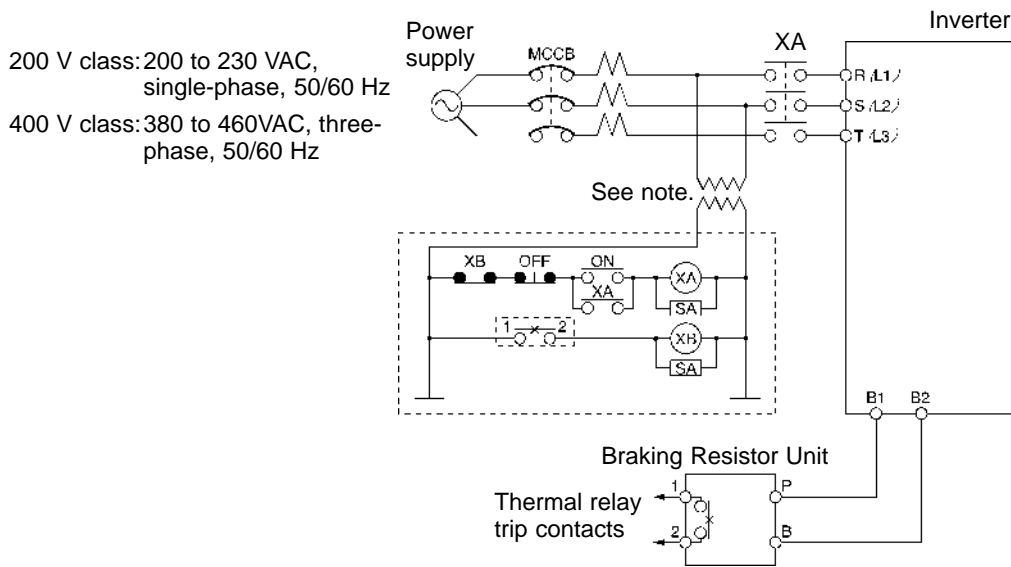 Inverter
Power
supply
MCCB
XA
200 V class: 200 to 230 VAC,
single-phase, 50/60 Hz
400 V class: 380 to 460VAC, three-
phase, 50/60 Hz
R (L1)
S (L2)
T (L3)
See note.
XB OFF ON XA
XA SA
1 2 XB
SA
B1 B2
Braking Resistor Unit
Thermal relay
trip contacts
1 P
2 B